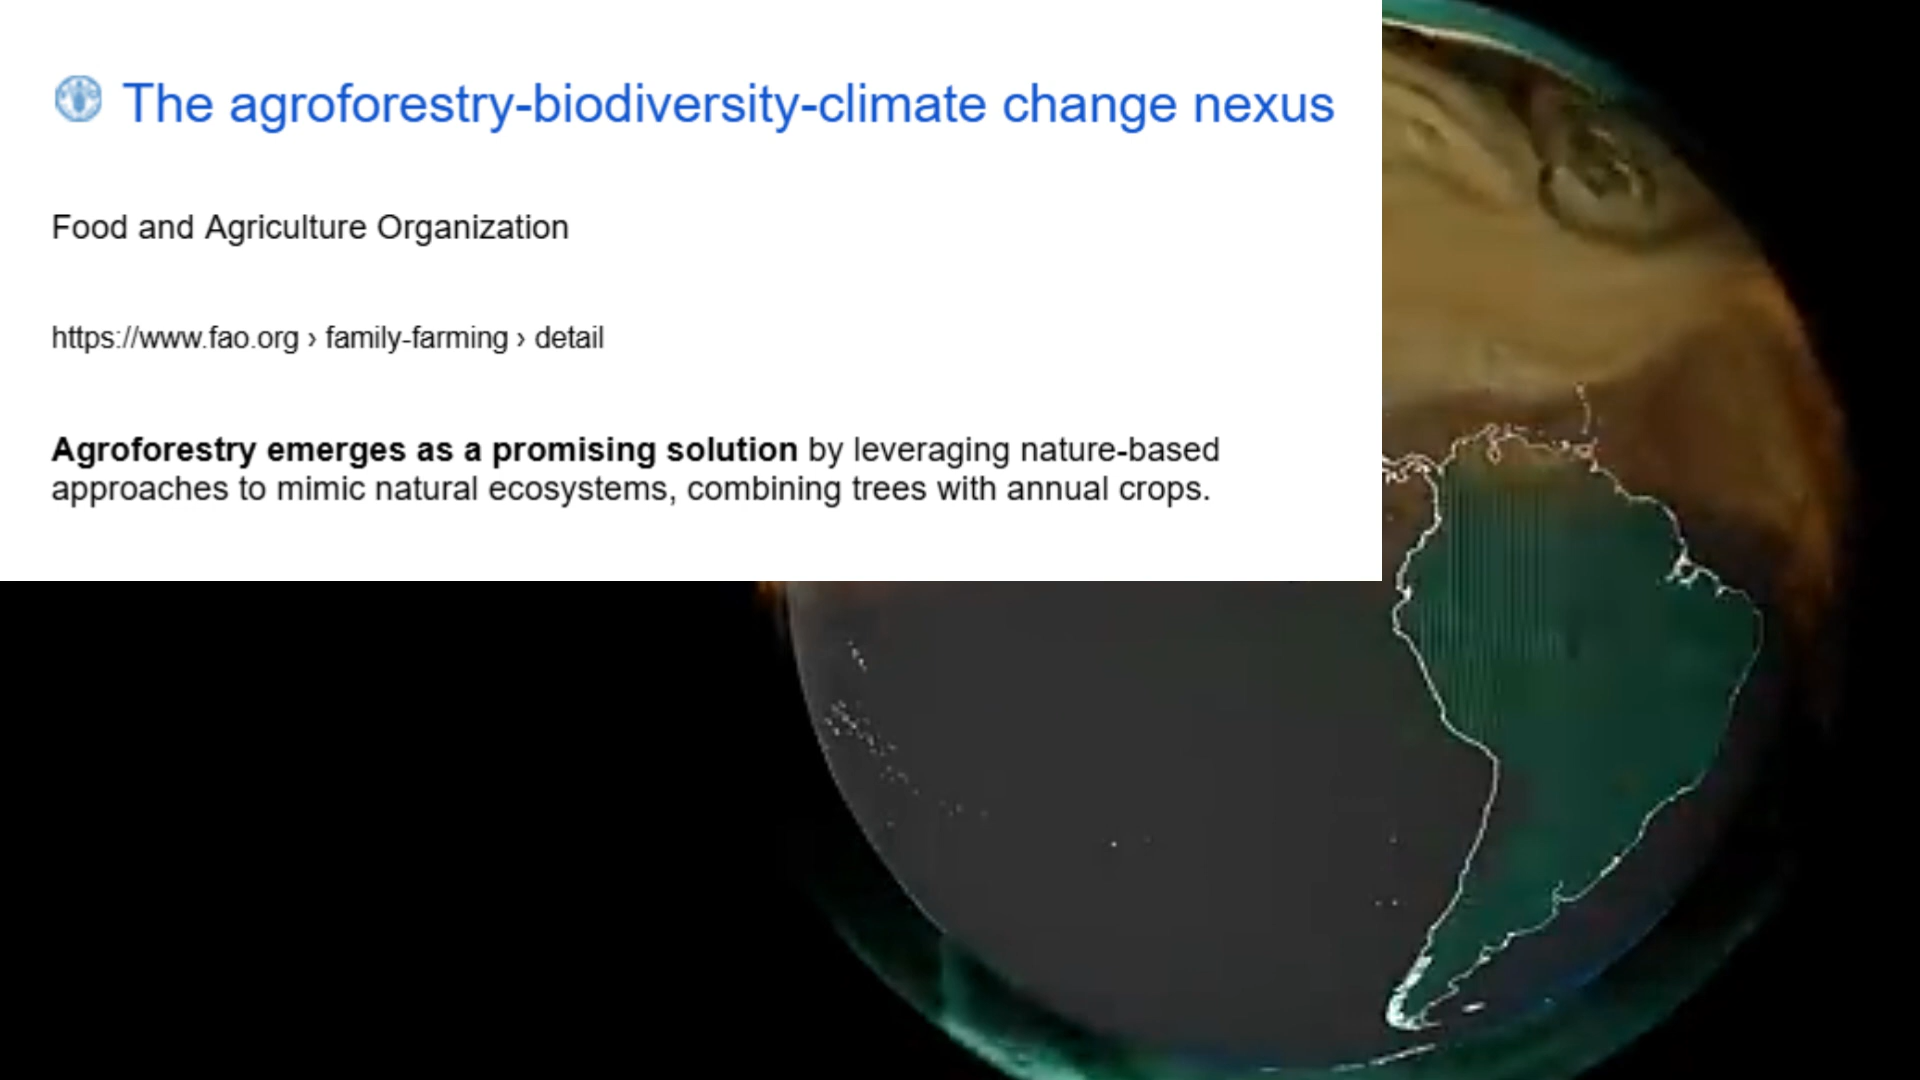 The agroforestry-biodiversity-climate change nexus
Food and Agriculture Organization
https://www.fao.org › family-farming › detail
Agroforestry emerges as a promising solution by leveraging nature-based
approaches to mimic natural ecosystems, combining trees with annual crops.